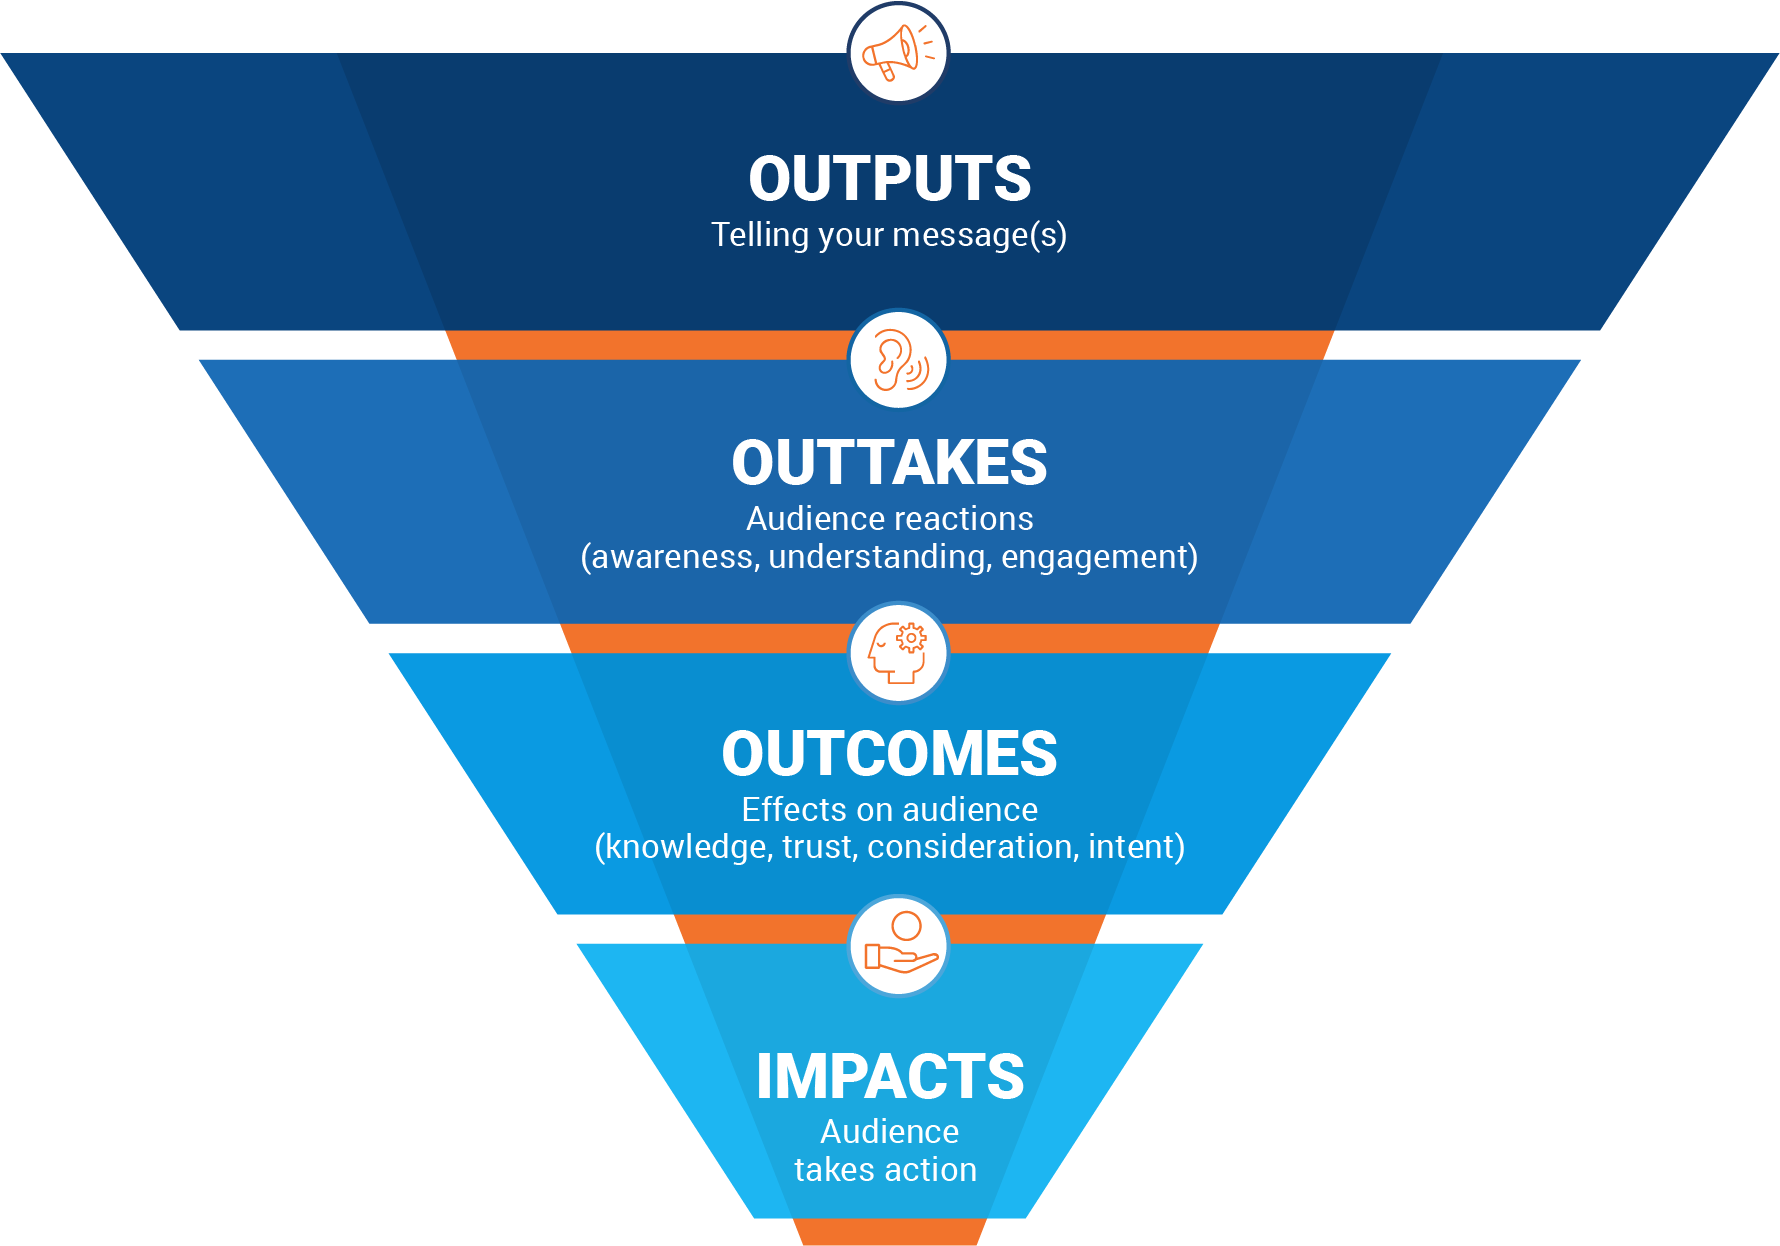 OUTPUTS
Telling your message(s)
OUTTAKES
Audience reactions
(awareness, understanding, engagement)
OUTCOMES
Effects on audience
(knowledge, trust, consideration, intent)
IMPACTS
Audience
takes action